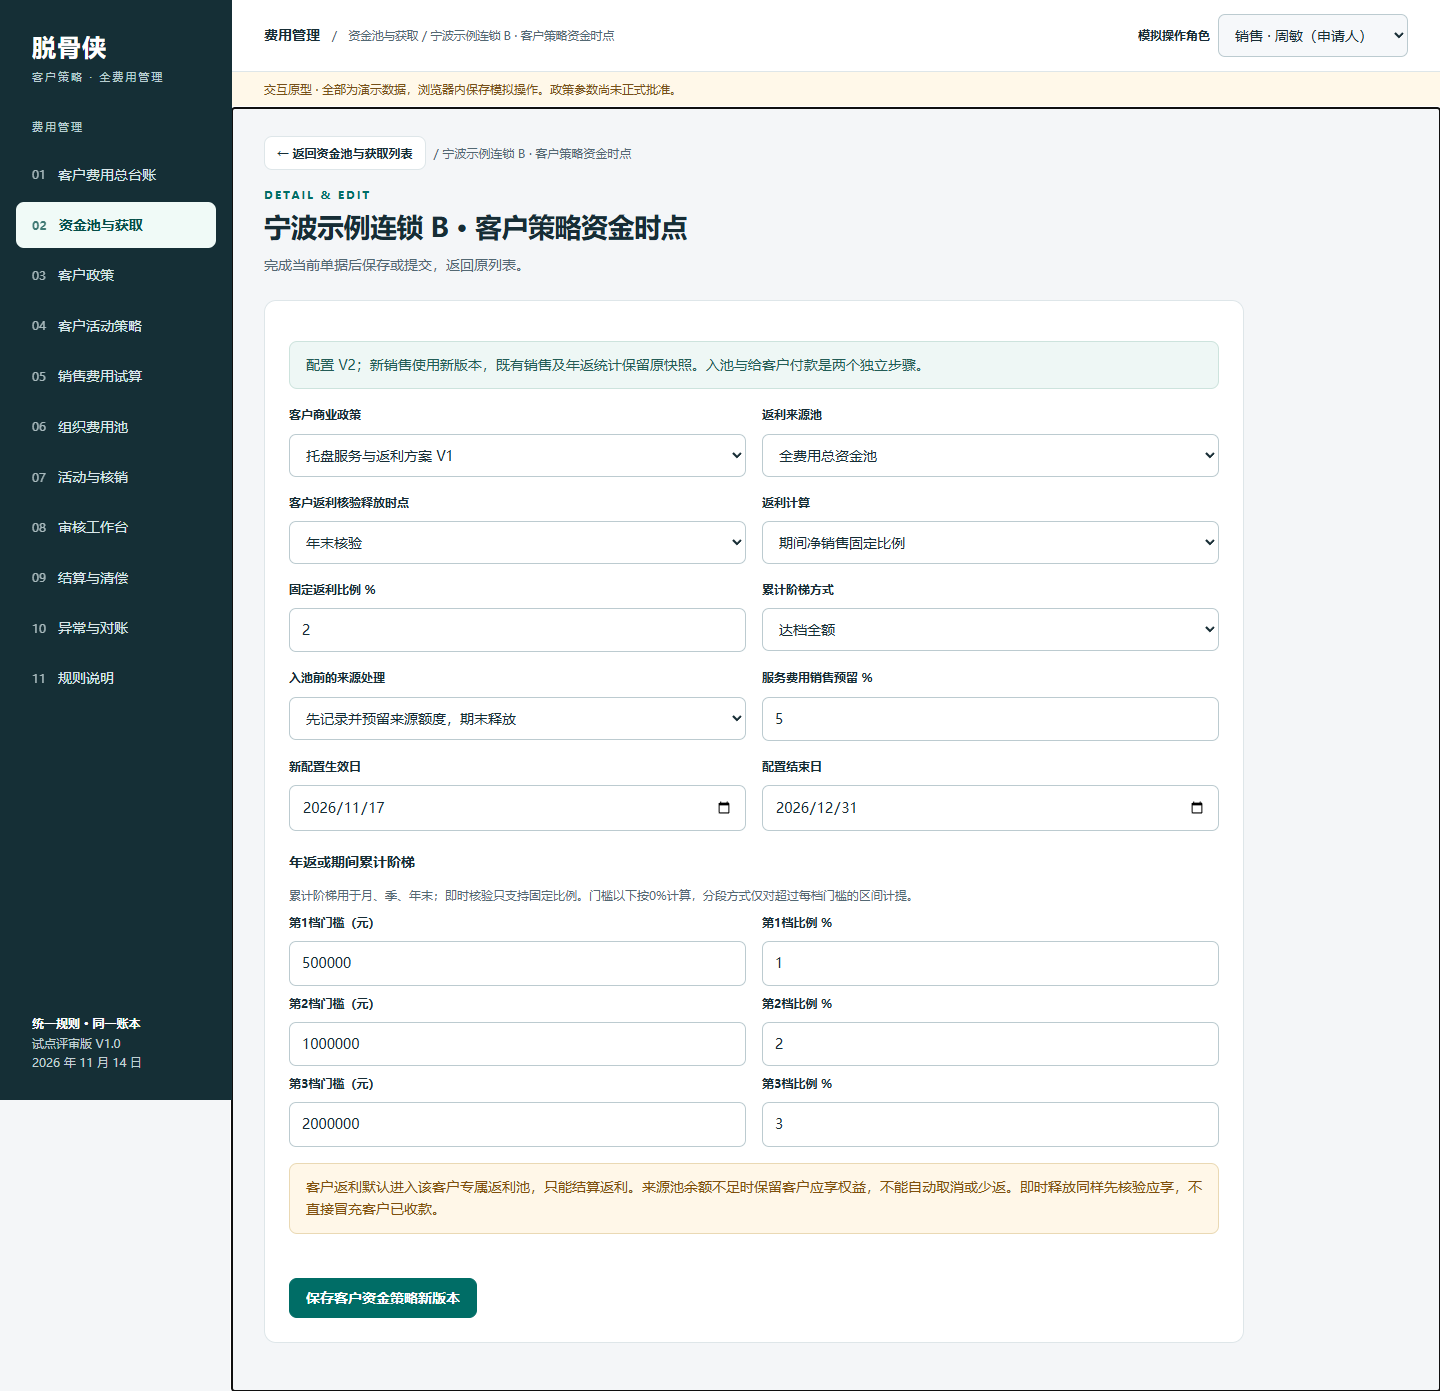 脱骨侠
客户策略 · 全费用管理
费用管理
01 客户费用总台账
02 资金池与获取
03 客户政策
04 客户活动策略
05 销售费用试算
06 组织费用池
07 活动与核销
08 审核工作台
09 结算与清偿
10 异常与对账
11 规则说明
统一规则 • 同一账本
试点评审版 V1.0
2026 年 11 月 14 日
费用管理 / 资金池与获取 / 宁波示例连锁 B · 客户策略资金时点
模拟操作角色 销售 · 周敏（申请人）
交互原型 · 全部为演示数据，浏览器内保存模拟操作。政策参数尚未正式批准。
← 返回资金池与获取列表 / 宁波示例连锁 B · 客户策略资金时点
DETAIL & EDIT
宁波示例连锁 B • 客户策略资金时点
完成当前单据后保存或提交，返回原列表。
配置 V2；新销售使用新版本，既有销售及年返统计保留原快照。入池与给客户付款是两个独立步骤。
客户商业政策 返利来源池
托盘服务与返利方案 V1 全费用总资金池
客户返利核验释放时点 返利计算
年末核验 期间净销售固定比例
固定返利比例 % 累计阶梯方式
2 达档全额
入池前的来源处理 服务费用销售预留 %
先记录并预留来源额度，期末释放 5
新配置生效日 配置结束日
2026/11/17 2026/12/31
年返或期间累计阶梯
累计阶梯用于月、季、年末；即时核验只支持固定比例。门槛以下按0%计算，分段方式仅对超过每档门槛的区间计提。
第1档门槛（元） 第1档比例 %
500000 1
第2档门槛（元） 第2档比例 %
1000000 2
第3档门槛（元） 第3档比例 %
2000000 3
客户返利默认进入该客户专属返利池，只能结算返利。来源池余额不足时保留客户应享权益，不能自动取消或少返。即时释放同样先核验应享，不
直接冒充客户已收款。
保存客户资金策略新版本